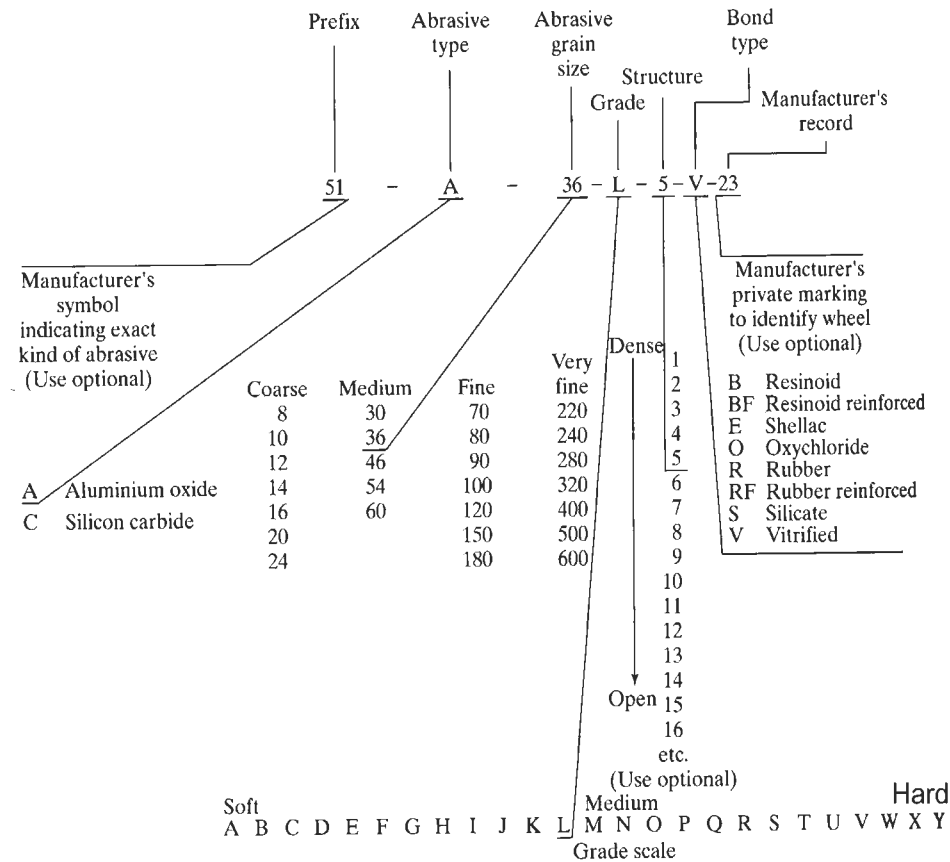 Prefix
Abrasive
type
Abrasive
grain
size
Grade
Structure
Bond
type
Manufacturer's
record
51 - A - 36 - L - 5 - V - 23
Manufacturer's
symbol
indicating exact
kind of abrasive
(Use optional)
A Aluminium oxide
C Silicon carbide
Coarse Medium Fine Very
fine
8 30 70 220
10 36 80 240
12 46 90 280
14 54 100 320
16 60 120 400
20 150 500
24 180 600
Dense
1
2
3
4
5
6
7
8
9
10
11
12
13
14
Open
15
16
etc.
(Use optional)
Manufacturer's
private marking
to identify wheel
(Use optional)
B Resinoid
BF Resinoid reinforced
E Shellac
O Oxychloride
R Rubber
RF Rubber reinforced
S Silicate
V Vitrified
Soft Medium Hard
A B C D E F G H I J K L M N O P Q R S T U V W X Y
Grade scale